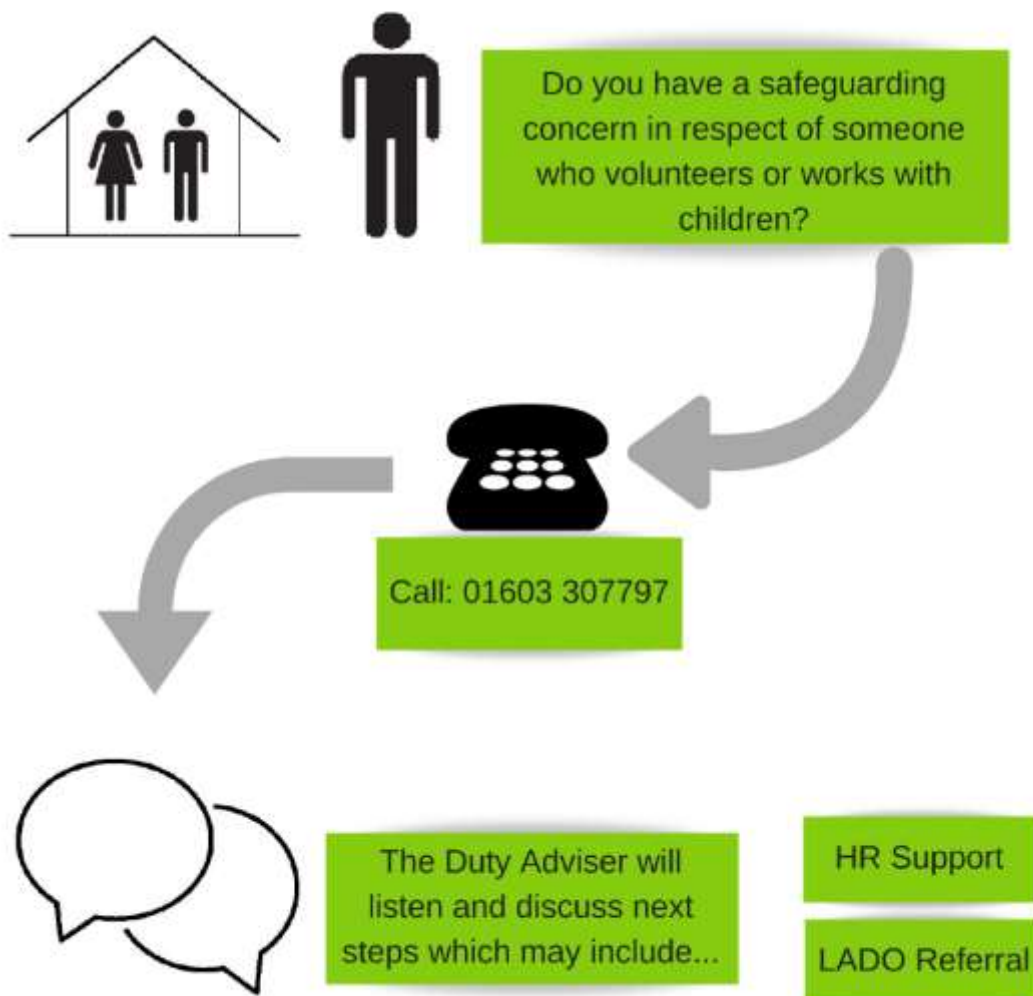 Do you have a safeguarding
concern in respect of someone
who volunteers or works with
children?
Call: 01603 307797
The Duty Adviser will
listen and discuss next
steps which may include...
HR Support
LADO Referral